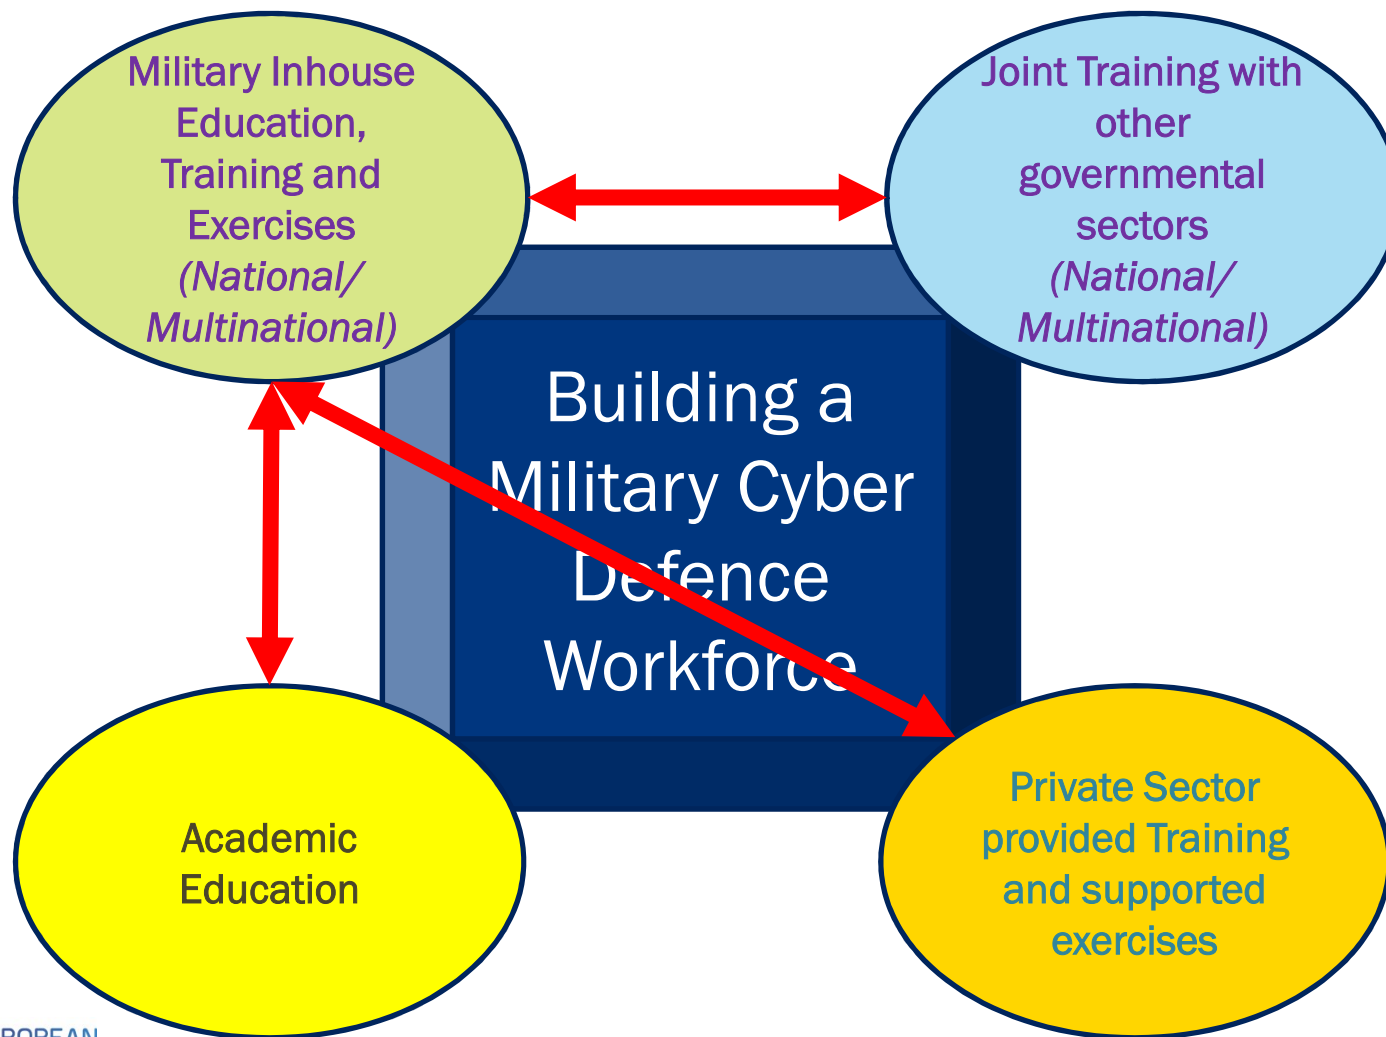 Military Inhouse
Education,
Training and
Exercises
(National/
Multinational)
Joint Training with
other
governmental
sectors
(National/
Multinational)
Building a
Military Cyber
Defence
Workforce
Academic
Education
Private Sector
provided Training
and supported
exercises